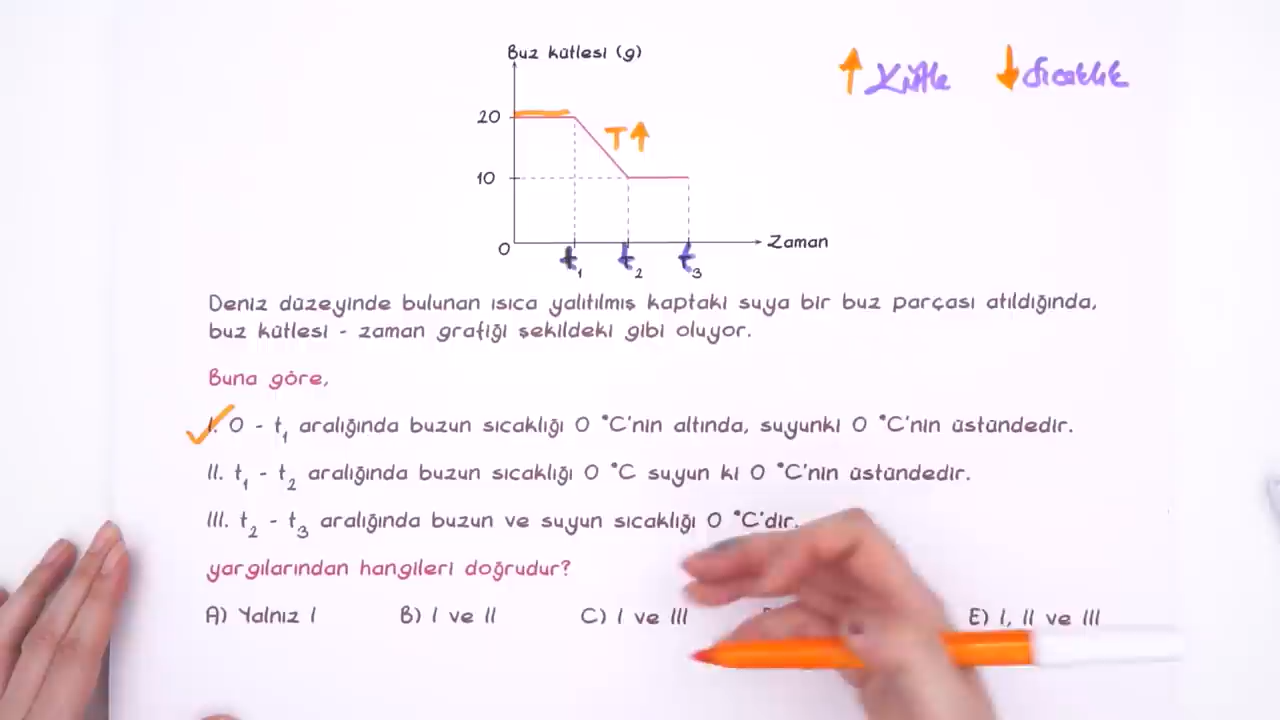 Buz kütlesi (g)
↑ Kütle ↓ Sıcaklık
20
T↑
10
0
Zaman
t₁ t₂ t₃
Deniz düzeyinde bulunan ısıca yalıtılmış kaptaki suya bir buz parçası atıldığında,
buz kütlesi - zaman grafiği şekildeki gibi oluyor.
Buna göre,
I. 0 - t₁ aralığında buzun sıcaklığı 0 °C'nin altında, suyunki 0 °C'nin üstündedir.
II. t₁ - t₂ aralığında buzun sıcaklığı 0 °C suyun ki 0 °C'nin üstündedir.
III. t₂ - t₃ aralığında buzun ve suyun sıcaklığı 0 °C'dir.
yargılarından hangileri doğrudur?
A) Yalnız I B) I ve II C) I ve III E) I, II ve III